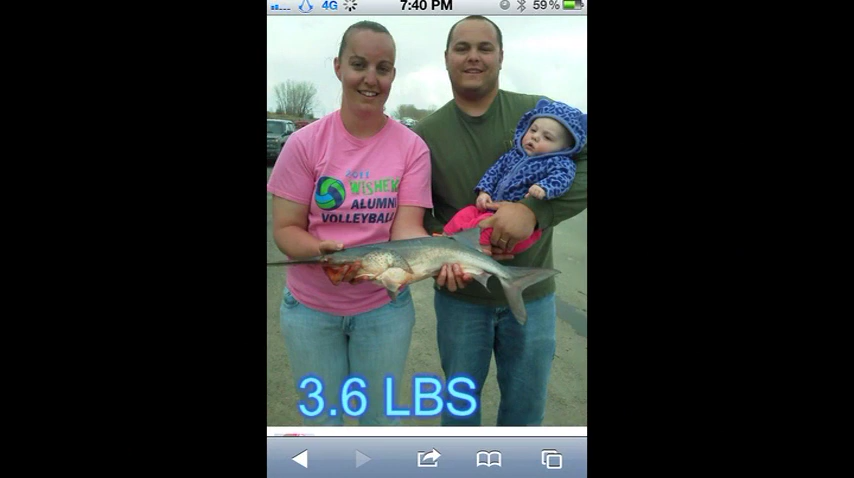 4G 7:40 PM 59%
2011
WISHEK
ALUMNI
VOLLEYBALL
3.6 LBS